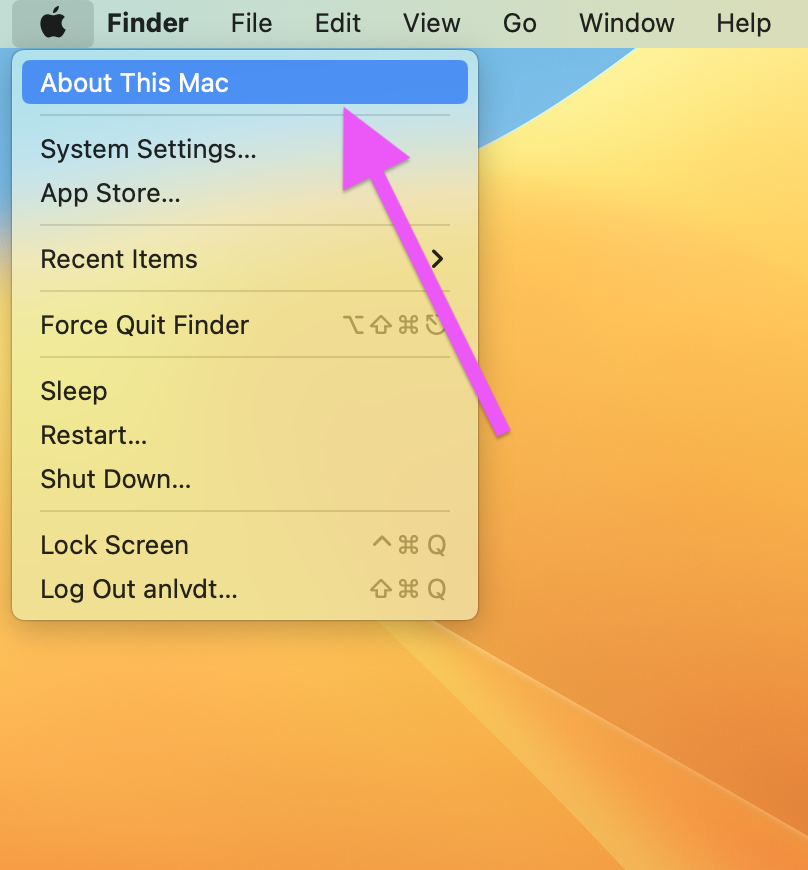 Finder File Edit View Go Window Help
About This Mac
System Settings...
App Store...
Recent Items
Force Quit Finder ⌥⇧⌘⎋
Sleep
Restart...
Shut Down...
Lock Screen ^⌘Q
Log Out anlvdt... ⇧⌘Q